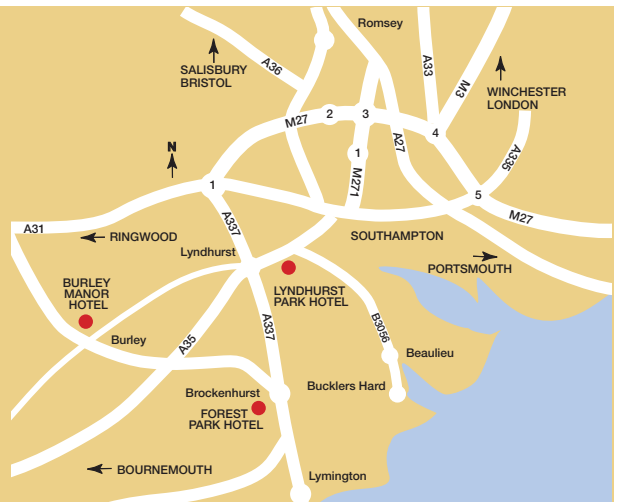 Romsey
A36
A33
M3
SALISBURY
BRISTOL
WINCHESTER
LONDON
M27
2
3
4
A27
N
1
M271
A335
1
5
A337
M27
A31
RINGWOOD
SOUTHAMPTON
Lyndhurst
PORTSMOUTH
BURLEY
MANOR
HOTEL
LYNDHURST
PARK HOTEL
A337
B3056
Burley
A35
Beaulieu
Brockenhurst
Bucklers Hard
FOREST
PARK HOTEL
BOURNEMOUTH
Lymington